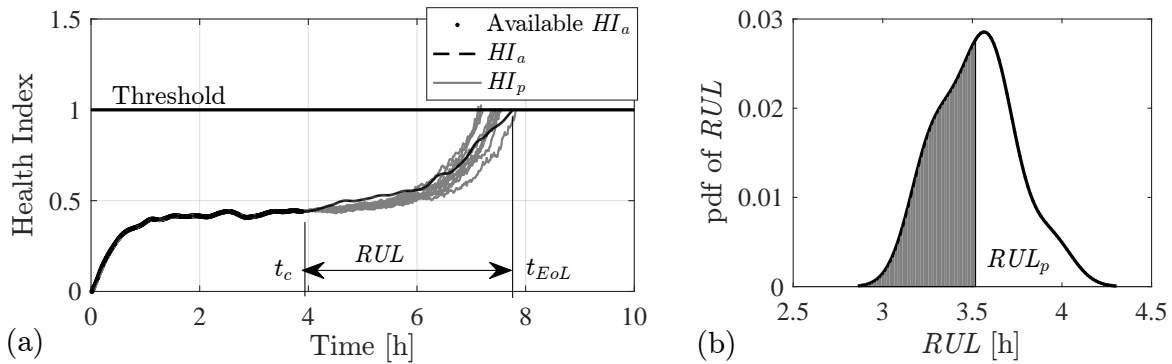 1.5
1
0.5
0
Health Index
Threshold
Available HI_a
HI_a
HI_p
t_c
RUL
t_EoL
0 2 4 6 8 10
Time [h]
(a)
0.03
0.02
0.01
0
pdf of RUL
RUL_p
2.5 3 3.5 4 4.5
RUL [h]
(b)